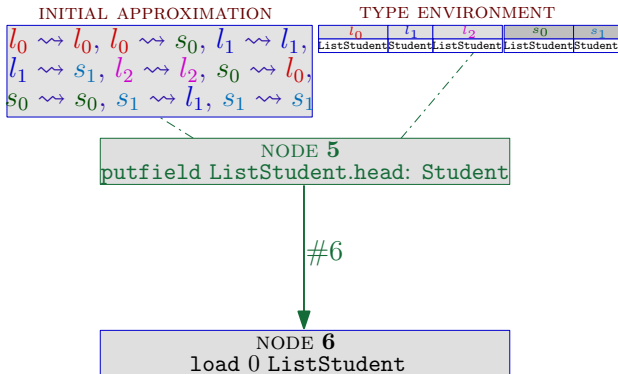 INITIAL APPROXIMATION
l₀ ⇝ l₀, l₀ ⇝ s₀, l₁ ⇝ l₁,
l₁ ⇝ s₁, l₂ ⇝ l₂, s₀ ⇝ l₀,
s₀ ⇝ s₀, s₁ ⇝ l₁, s₁ ⇝ s₁
TYPE ENVIRONMENT
l₀ l₁ l₂ s₀ s₁
ListStudent Student ListStudent ListStudent Student
NODE 5
putfield ListStudent.head: Student
#6
NODE 6
load 0 ListStudent